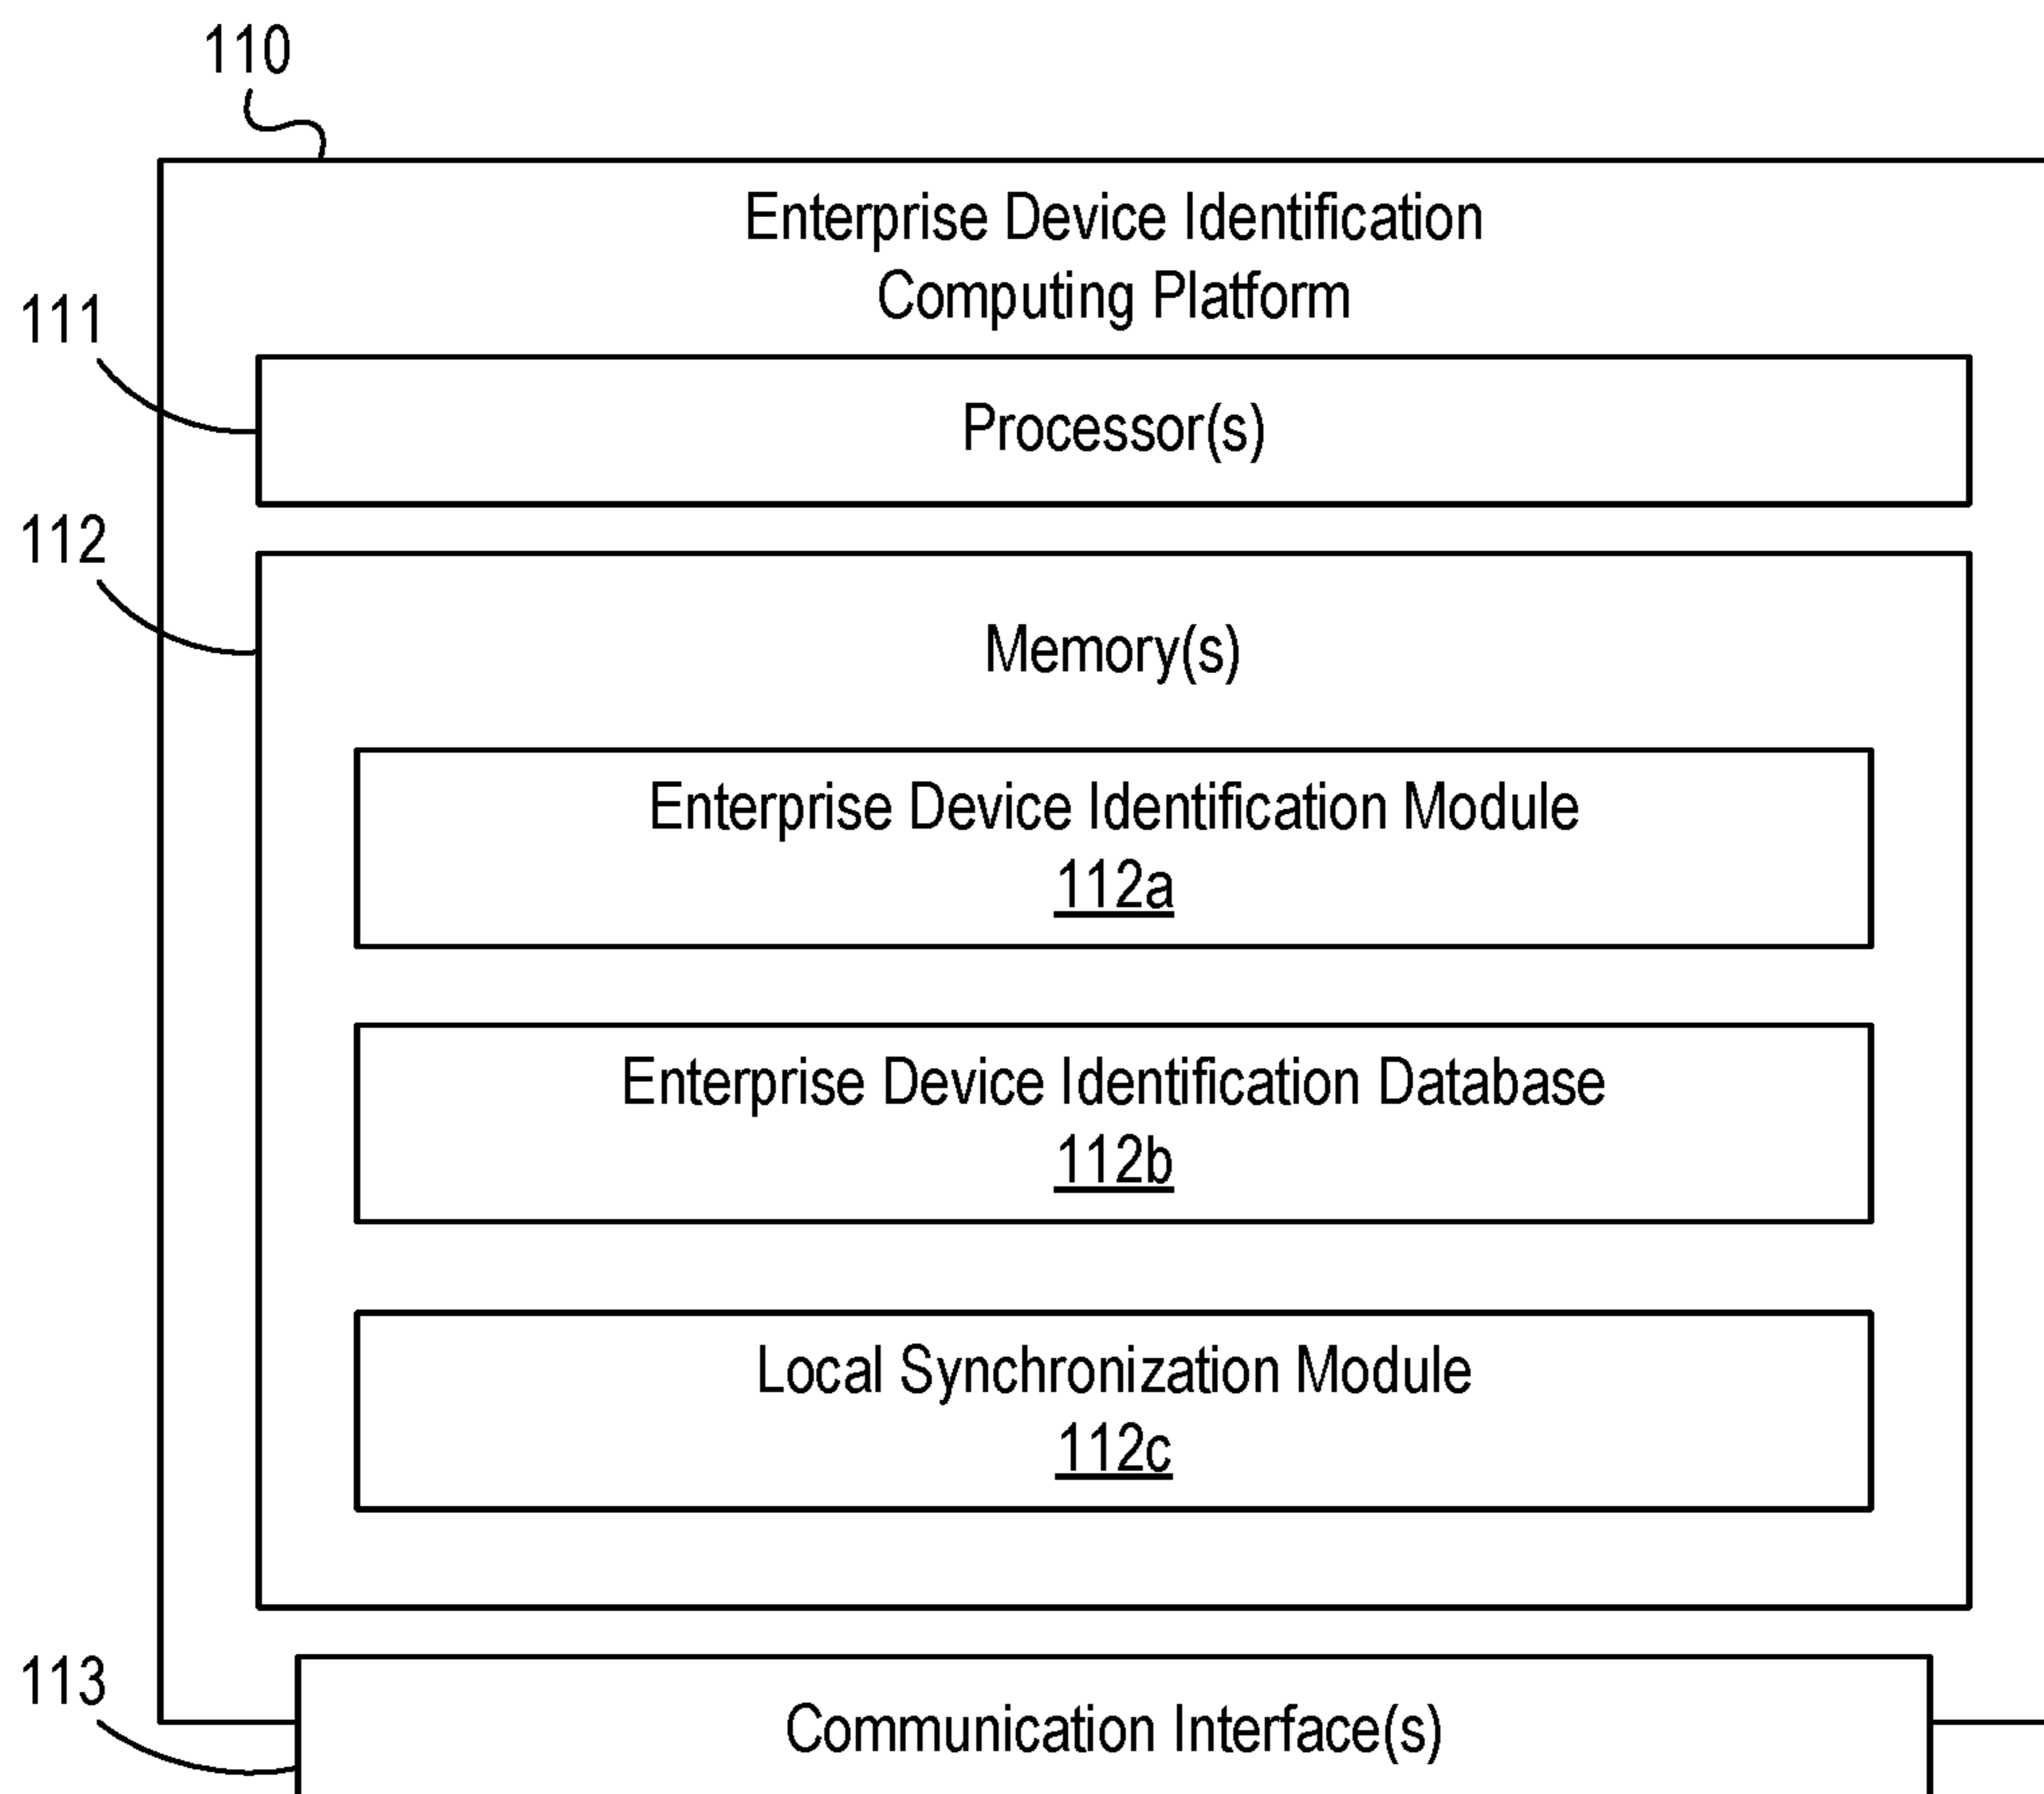 110
Enterprise Device Identification
Computing Platform
111
Processor(s)
112
Memory(s)
Enterprise Device Identification Module
112a
Enterprise Device Identification Database
112b
Local Synchronization Module
112c
113
Communication Interface(s)